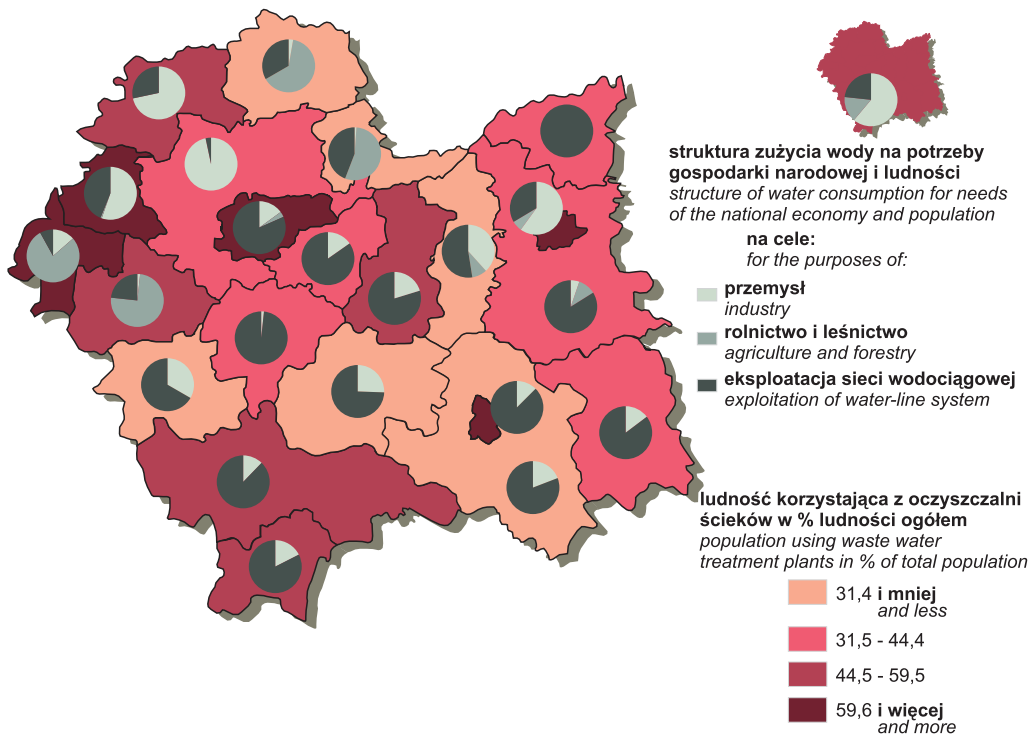 struktura zużycia wody na potrzeby
gospodarki narodowej i ludności
structure of water consumption for needs
of the national economy and population
na cele:
for the purposes of:
przemysł
industry
rolnictwo i leśnictwo
agriculture and forestry
eksploatacja sieci wodociągowej
exploitation of water-line system
ludność korzystająca z oczyszczalni
ścieków w % ludności ogółem
population using waste water
treatment plants in % of total population
31,4 i mniej
and less
31,5 - 44,4
44,5 - 59,5
59,6 i więcej
and more